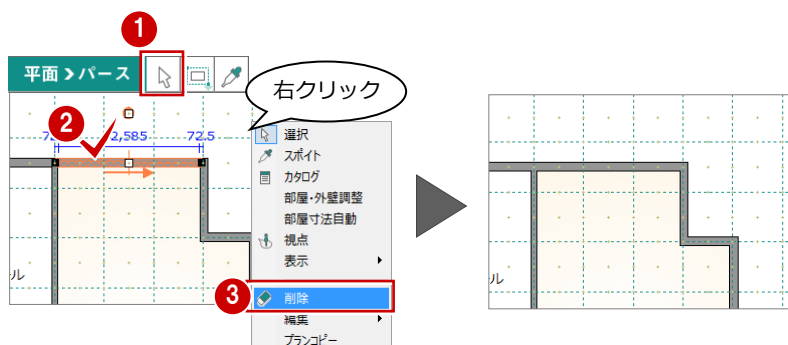 1
平面 > パース
右クリック
2
72.5 2,585 72.5
選択
スポイト
カタログ
部屋・外壁調整
部屋寸法自動
視点
表示
ル
3
削除
編集
プランコピー
ル